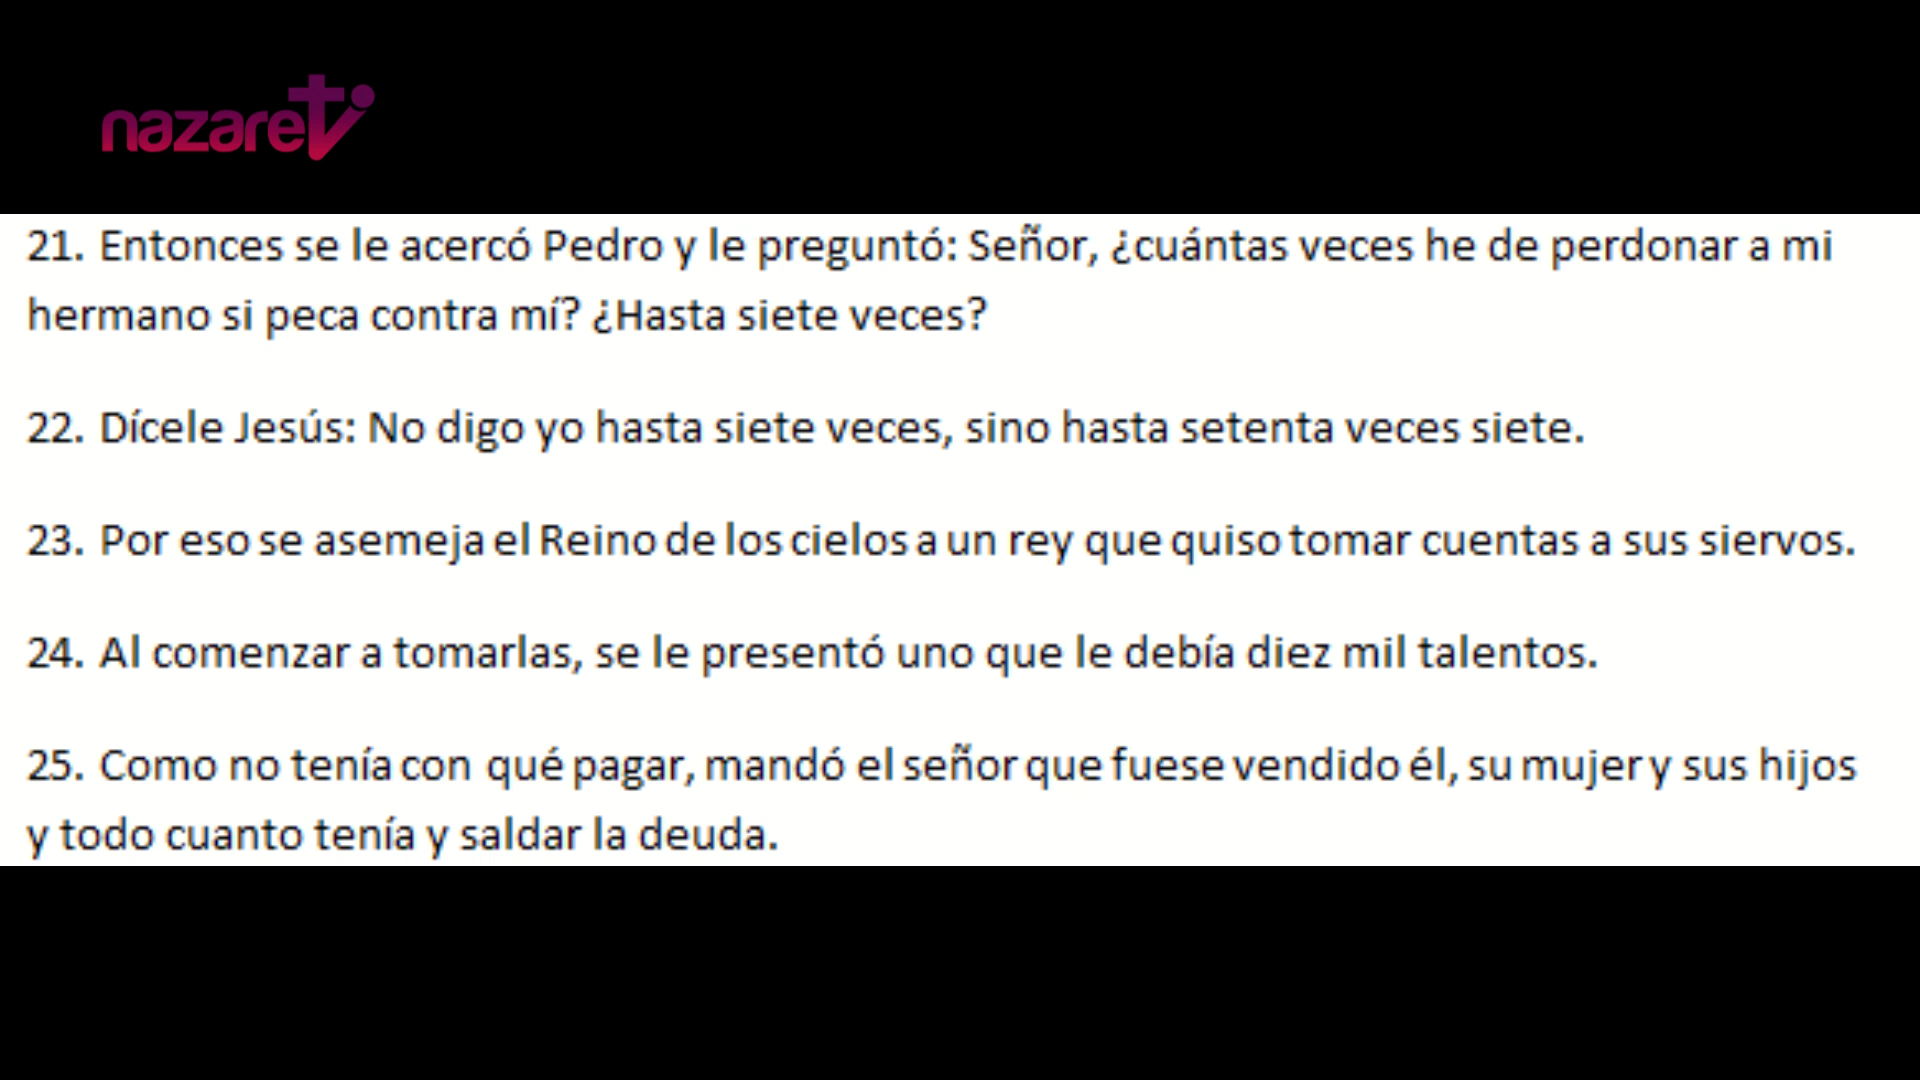 nazaret
21. Entonces se le acercó Pedro y le preguntó: Señor, ¿cuántas veces he de perdonar a mi
hermano si peca contra mí? ¿Hasta siete veces?
22. Dícele Jesús: No digo yo hasta siete veces, sino hasta setenta veces siete.
23. Por eso se asemeja el Reino de los cielos a un rey que quiso tomar cuentas a sus siervos.
24. Al comenzar a tomarlas, se le presentó uno que le debía diez mil talentos.
25. Como no tenía con qué pagar, mandó el señor que fuese vendido él, su mujer y sus hijos
y todo cuanto tenía y saldar la deuda.